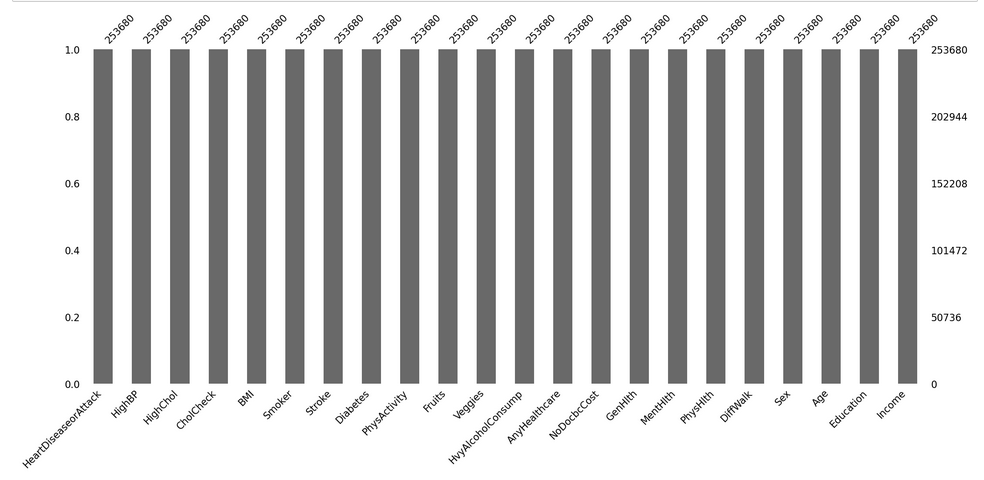 253680 253680 253680 253680 253680 253680 253680 253680 253680 253680 253680 253680 253680 253680 253680 253680 253680 253680 253680 253680 253680 253680
1.0 253680
0.8 202944
0.6 152208
0.4 101472
0.2 50736
0.0 0
HeartDiseaseorAttack
HighBP
HighChol
CholCheck
BMI
Smoker
Stroke
Diabetes
PhysActivity
Fruits
Veggies
HvyAlcoholConsump
AnyHealthcare
NoDocbcCost
GenHlth
MentHlth
PhysHlth
DiffWalk
Sex
Age
Education
Income